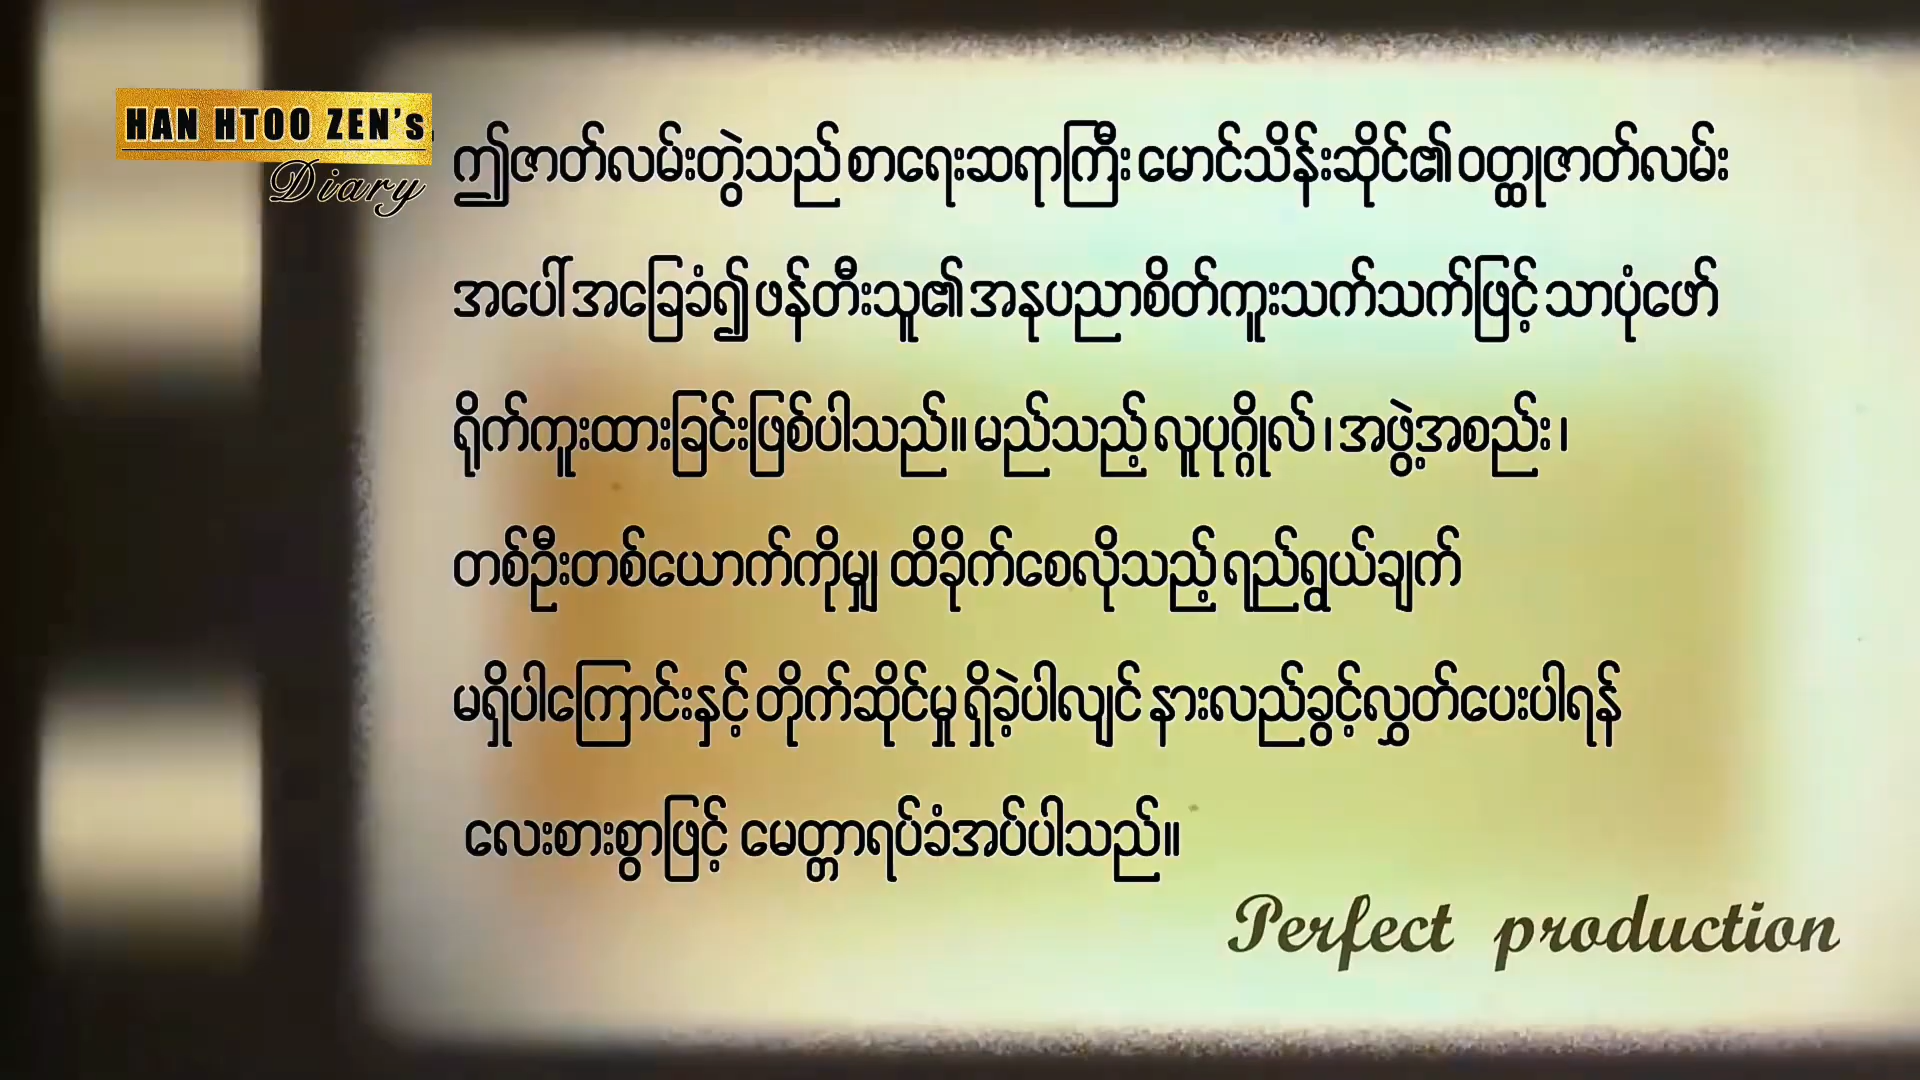 HAN HTOO ZEN's
Diary
ဤဇာတ်လမ်းတွဲသည် စာရေးဆရာကြီး မောင်သိန်းဆိုင်၏ ဝတ္ထုဇာတ်လမ်း
အပေါ် အခြေခံ၍ ဖန်တီးသူ၏ အနုပညာစိတ်ကူးသက်သက်ဖြင့် သာပုံဖော်
ရိုက်ကူးထားခြင်းဖြစ်ပါသည်။ မည်သည့် လူပုဂ္ဂိုလ် ၊ အဖွဲ့အစည်း ၊
တစ်ဦးတစ်ယောက်ကိုမျှ ထိခိုက်စေလိုသည့် ရည်ရွယ်ချက်
မရှိပါကြောင်းနှင့် တိုက်ဆိုင်မှု ရှိခဲ့ပါလျင် နားလည်ခွင့်လွှတ်ပေးပါရန်
လေးစားစွာဖြင့် မေတ္တာရပ်ခံအပ်ပါသည်။
Perfect production